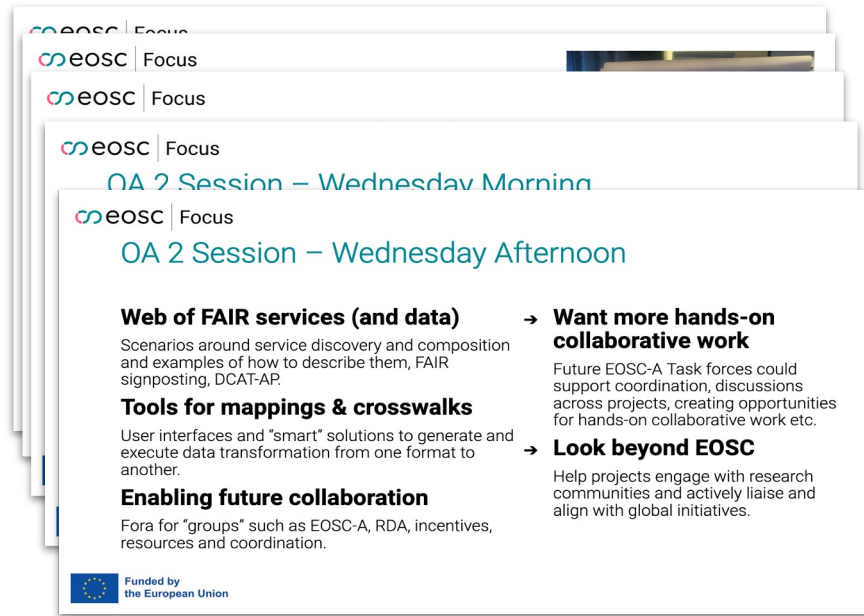 eosc Focus
eosc Focus
eosc Focus
eosc Focus
OA 2 Session – Wednesday Morning
eosc Focus
OA 2 Session – Wednesday Afternoon
Web of FAIR services (and data)
Scenarios around service discovery and composition
and examples of how to describe them, FAIR
signposting, DCAT-AP.
Tools for mappings & crosswalks
User interfaces and “smart” solutions to generate and
execute data transformation from one format to
another.
Enabling future collaboration
Fora for “groups” such as EOSC-A, RDA, incentives,
resources and coordination.
➔ Want more hands-on
collaborative work
Future EOSC-A Task forces could
support coordination, discussions
across projects, creating opportunities
for hands-on collaborative work etc.
➔ Look beyond EOSC
Help projects engage with research
communities and actively liaise and
align with global initiatives.
Funded by
the European Union